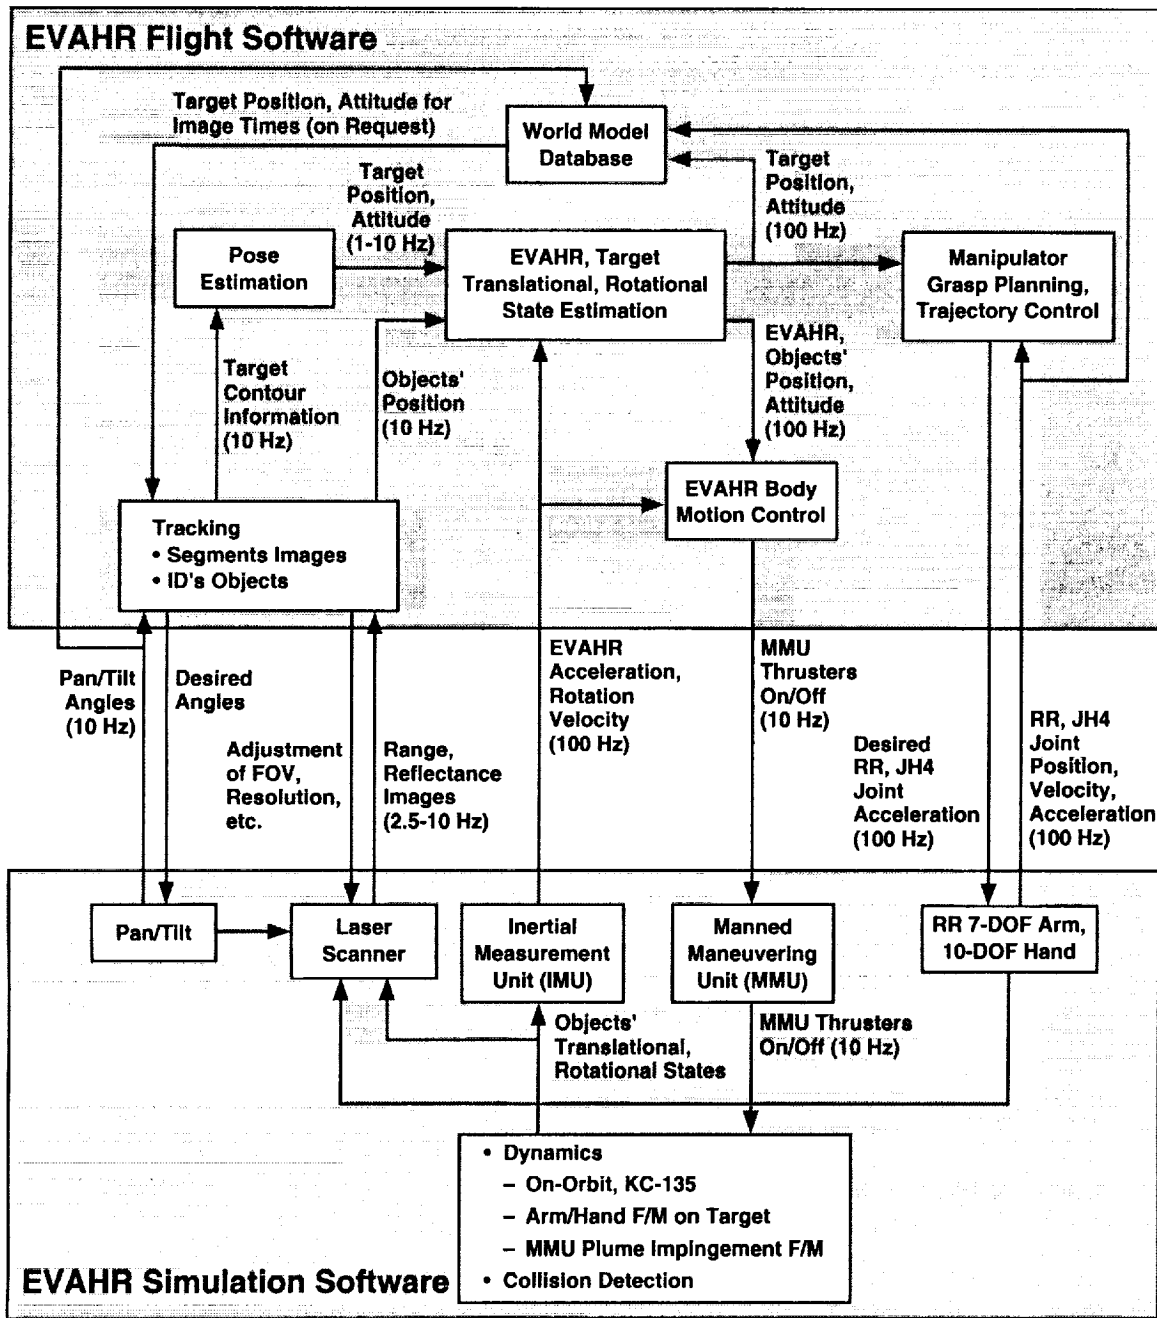 EVAHR Flight Software
Target Position, Attitude for
Image Times (on Request)
World Model
Database
Target
Position,
Attitude
(1-10 Hz)
Target
Position,
Attitude
(100 Hz)
Pose
Estimation
EVAHR, Target
Translational, Rotational
State Estimation
Manipulator
Grasp Planning,
Trajectory Control
Target
Contour
Information
(10 Hz)
Objects'
Position
(10 Hz)
EVAHR,
Objects'
Position,
Attitude
(100 Hz)
EVAHR Body
Motion Control
Tracking
• Segments Images
• ID's Objects
Pan/Tilt
Angles
(10 Hz)
Desired
Angles
Adjustment
of FOV,
Resolution,
etc.
Range,
Reflectance
Images
(2.5-10 Hz)
EVAHR
Acceleration,
Rotation
Velocity
(100 Hz)
MMU
Thrusters
On/Off
(10 Hz)
Desired
RR, JH4
Joint
Acceleration
(100 Hz)
RR, JH4
Joint
Position,
Velocity,
Acceleration
(100 Hz)
Pan/Tilt
Laser
Scanner
Inertial
Measurement
Unit (IMU)
Manned
Maneuvering
Unit (MMU)
RR 7-DOF Arm,
10-DOF Hand
Objects'
Translational,
Rotational States
MMU Thrusters
On/Off (10 Hz)
• Dynamics
– On-Orbit, KC-135
– Arm/Hand F/M on Target
– MMU Plume Impingement F/M
• Collision Detection
EVAHR Simulation Software